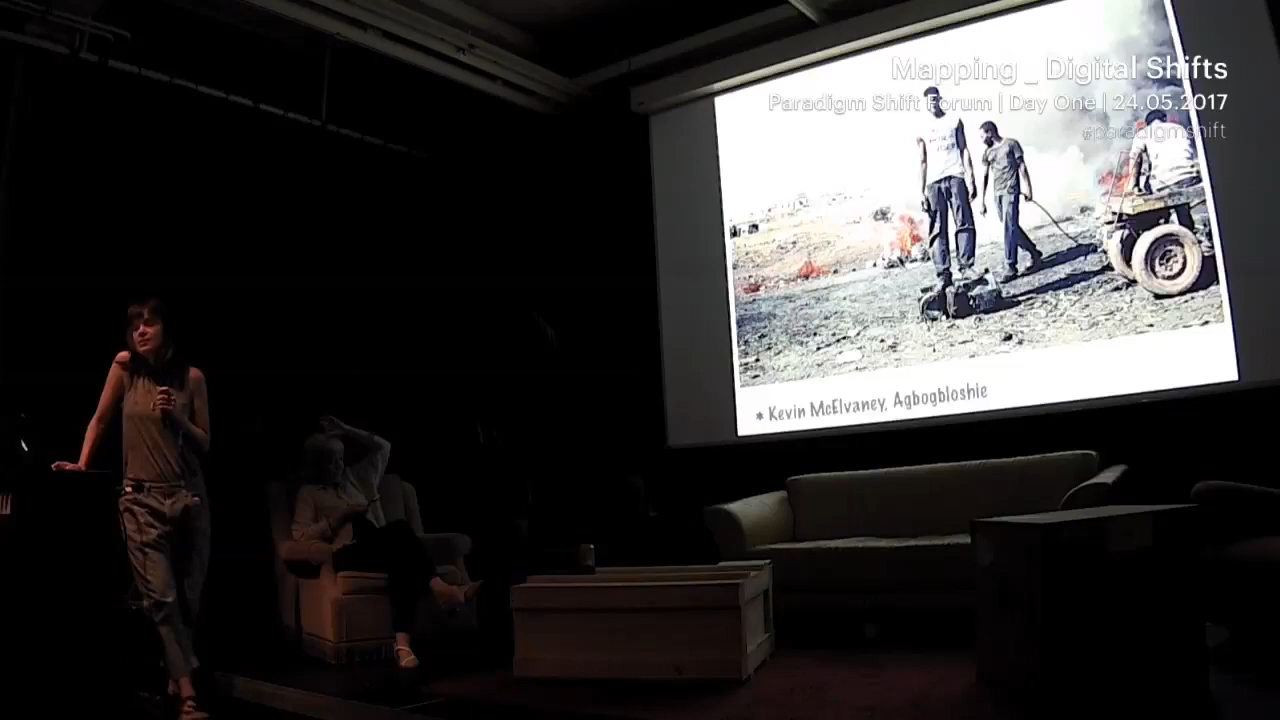 Mapping _ Digital Shifts
Paradigm Shift Forum | Day One | 24.05.2017
#paradigmshift
* Kevin McElvaney, Agbogbloshie